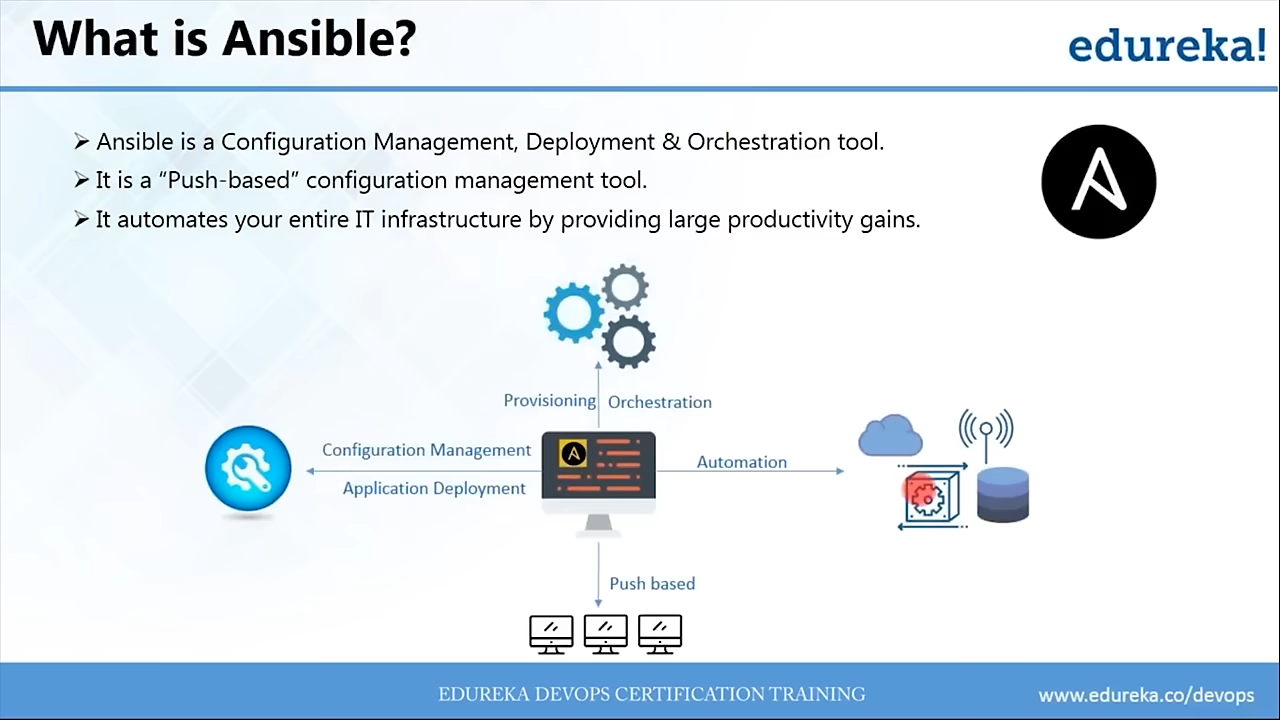 What is Ansible?
edureka!
Ansible is a Configuration Management, Deployment & Orchestration tool.
It is a “Push-based” configuration management tool.
It automates your entire IT infrastructure by providing large productivity gains.
Provisioning
Orchestration
Configuration Management
Application Deployment
Automation
Push based
EDUREKA DEVOPS CERTIFICATION TRAINING
www.edureka.co/devops